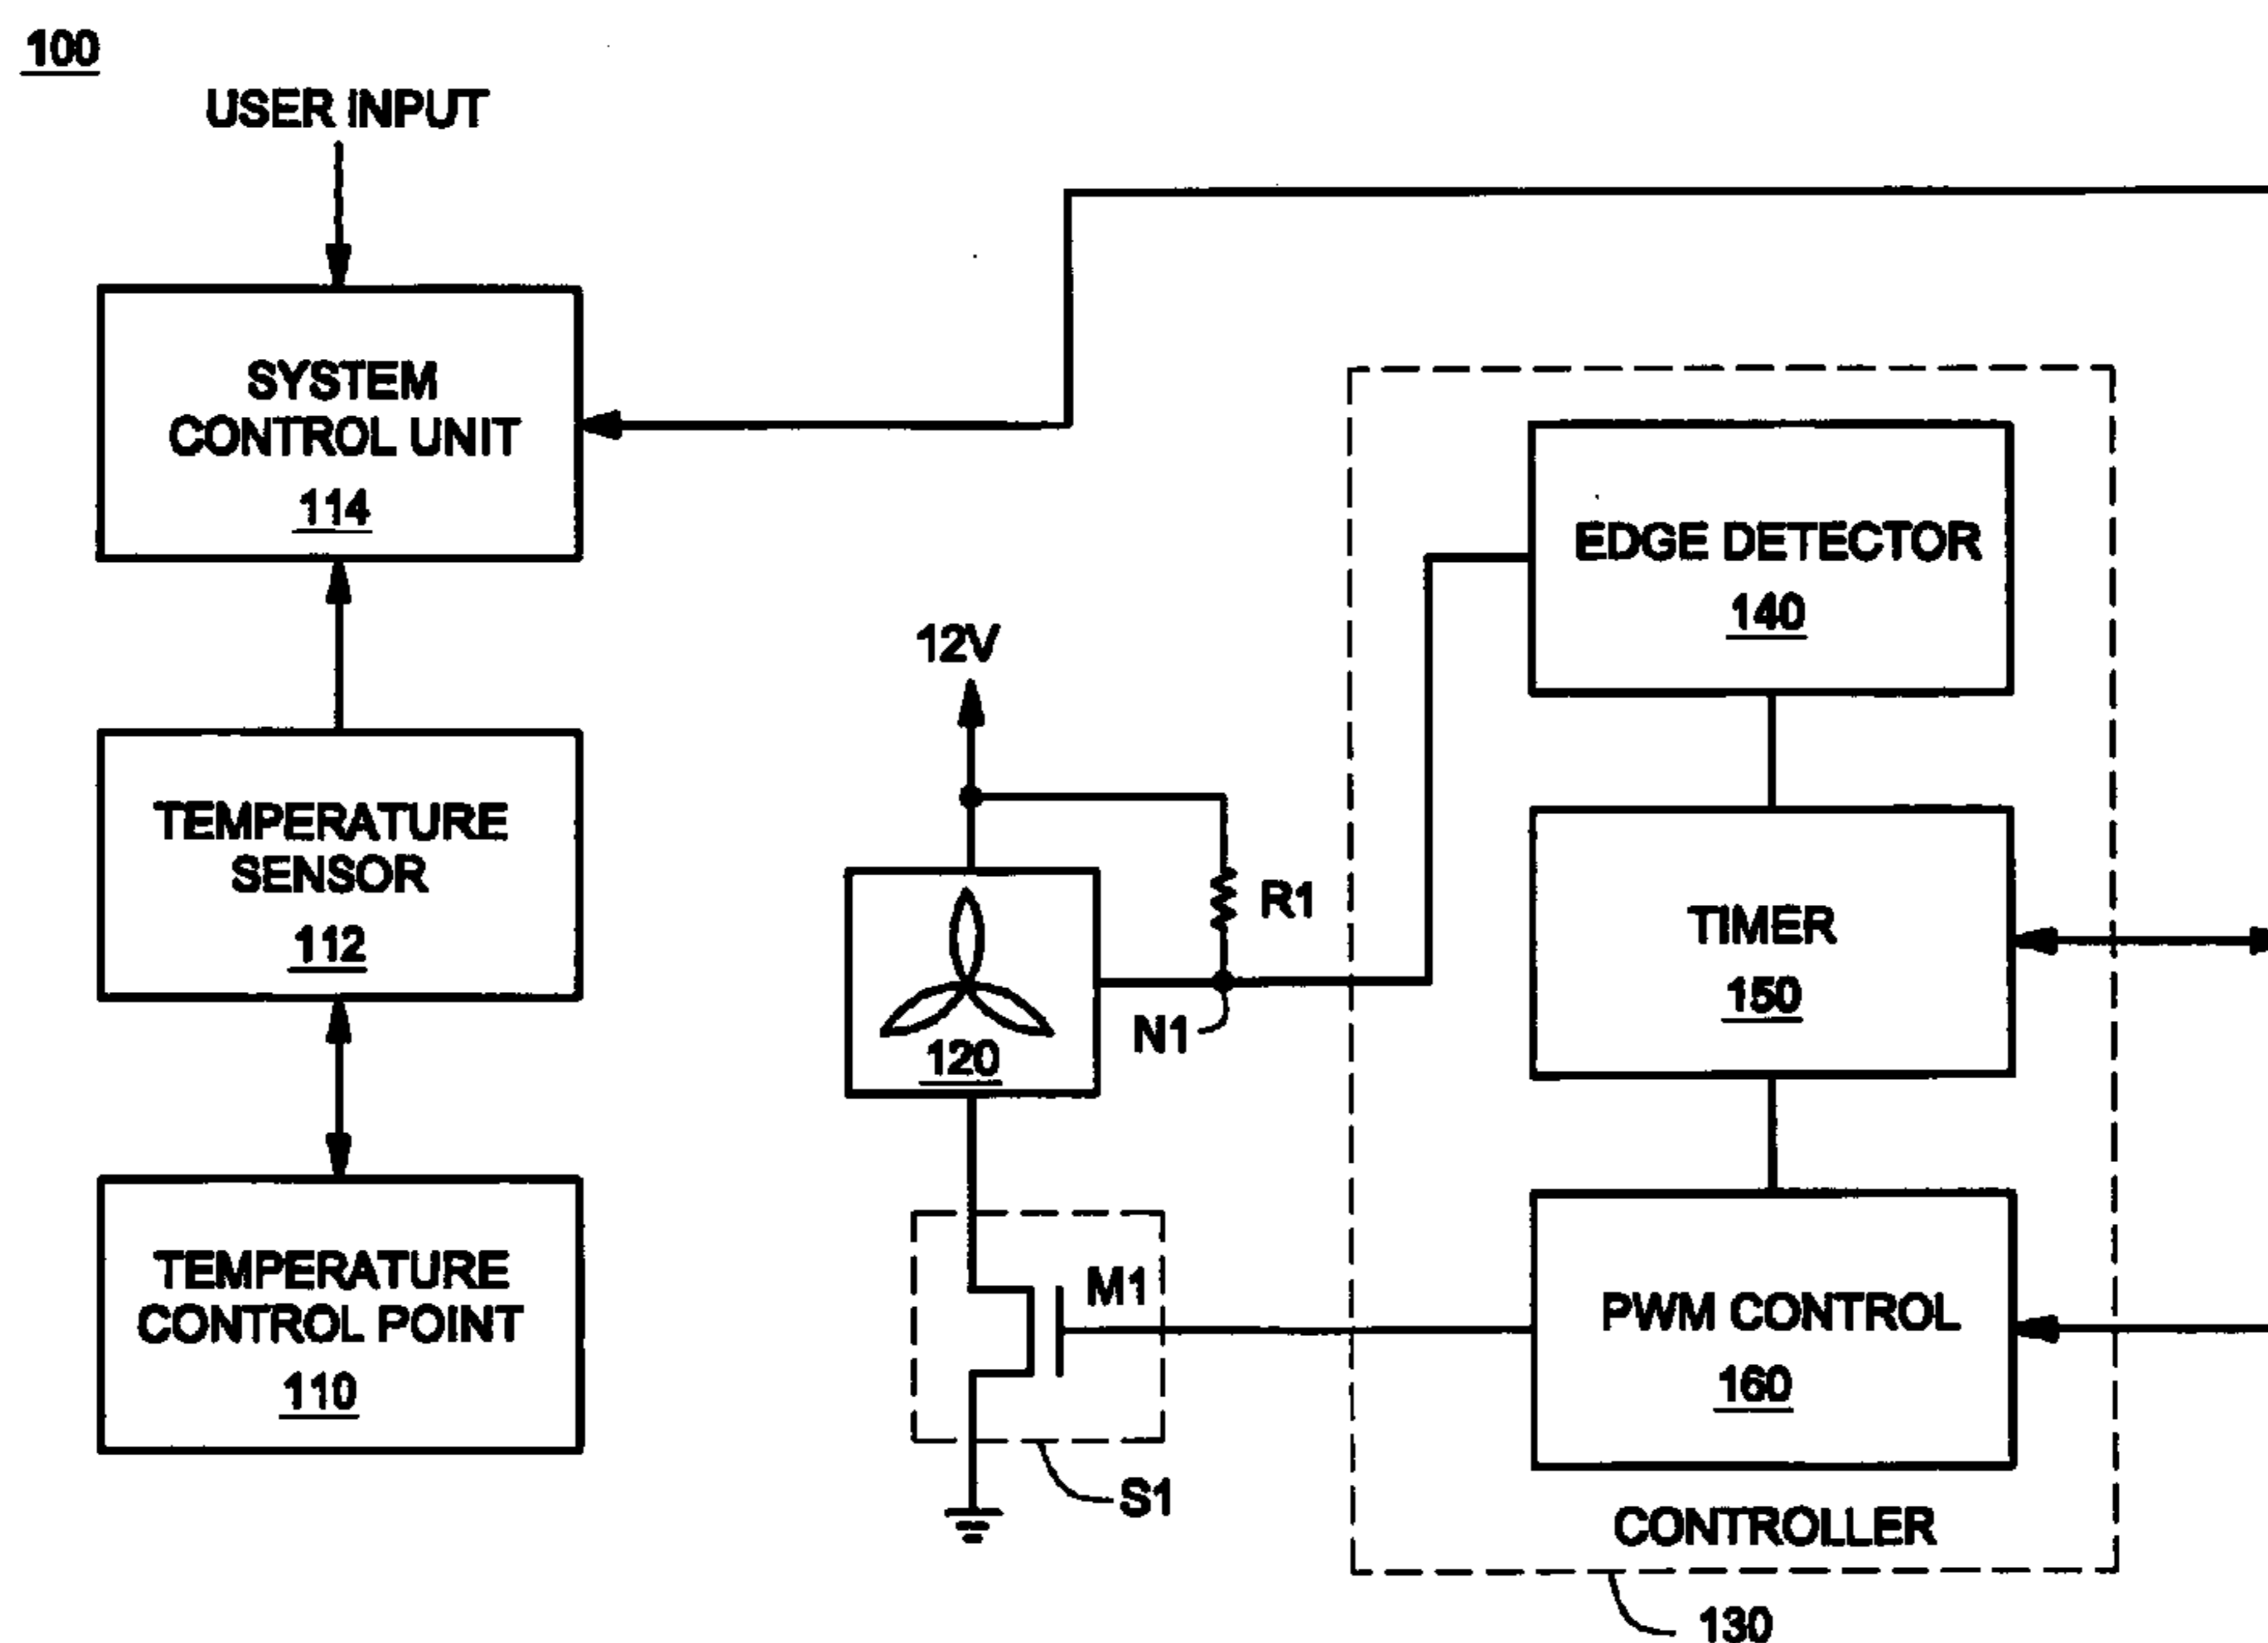 100
USER INPUT
SYSTEM
CONTROL UNIT
114
TEMPERATURE
SENSOR
112
TEMPERATURE
CONTROL POINT
110
12V
R1
N1
120
M1
S1
EDGE DETECTOR
140
TIMER
150
PWM CONTROL
160
CONTROLLER
130